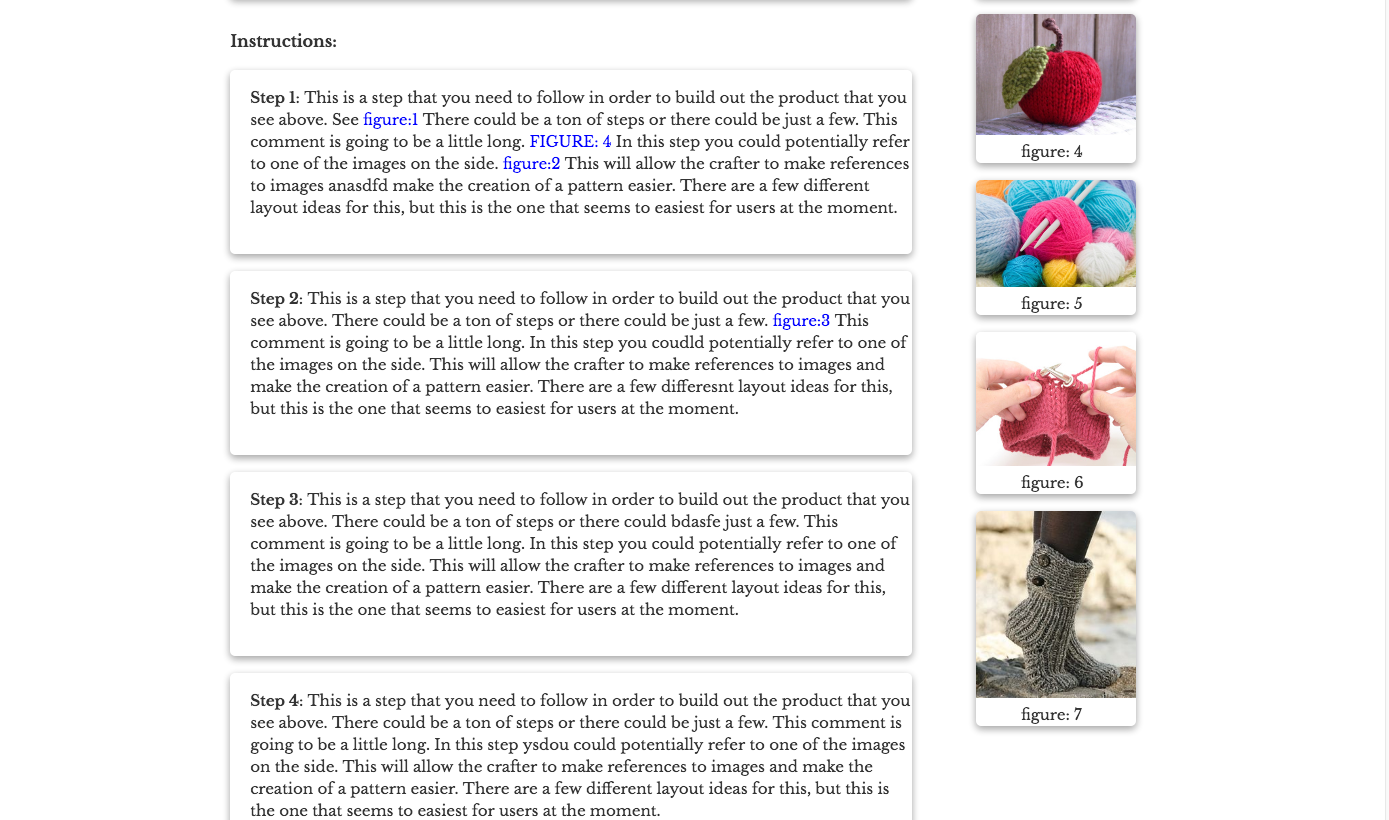 Instructions:
Step 1: This is a step that you need to follow in order to build out the product that you
see above. See figure:1 There could be a ton of steps or there could be just a few. This
comment is going to be a little long. FIGURE: 4 In this step you could potentially refer
to one of the images on the side. figure:2 This will allow the crafter to make references
to images anasdfd make the creation of a pattern easier. There are a few different
layout ideas for this, but this is the one that seems to easiest for users at the moment.
Step 2: This is a step that you need to follow in order to build out the product that you
see above. There could be a ton of steps or there could be just a few. figure:3 This
comment is going to be a little long. In this step you coudld potentially refer to one of
the images on the side. This will allow the crafter to make references to images and
make the creation of a pattern easier. There are a few differesnt layout ideas for this,
but this is the one that seems to easiest for users at the moment.
Step 3: This is a step that you need to follow in order to build out the product that you
see above. There could be a ton of steps or there could bdasfe just a few. This
comment is going to be a little long. In this step you could potentially refer to one of
the images on the side. This will allow the crafter to make references to images and
make the creation of a pattern easier. There are a few different layout ideas for this,
but this is the one that seems to easiest for users at the moment.
Step 4: This is a step that you need to follow in order to build out the product that you
see above. There could be a ton of steps or there could be just a few. This comment is
going to be a little long. In this step ysdou could potentially refer to one of the images
on the side. This will allow the crafter to make references to images and make the
creation of a pattern easier. There are a few different layout ideas for this, but this is
the one that seems to easiest for users at the moment.
figure: 4
figure: 5
figure: 6
figure: 7